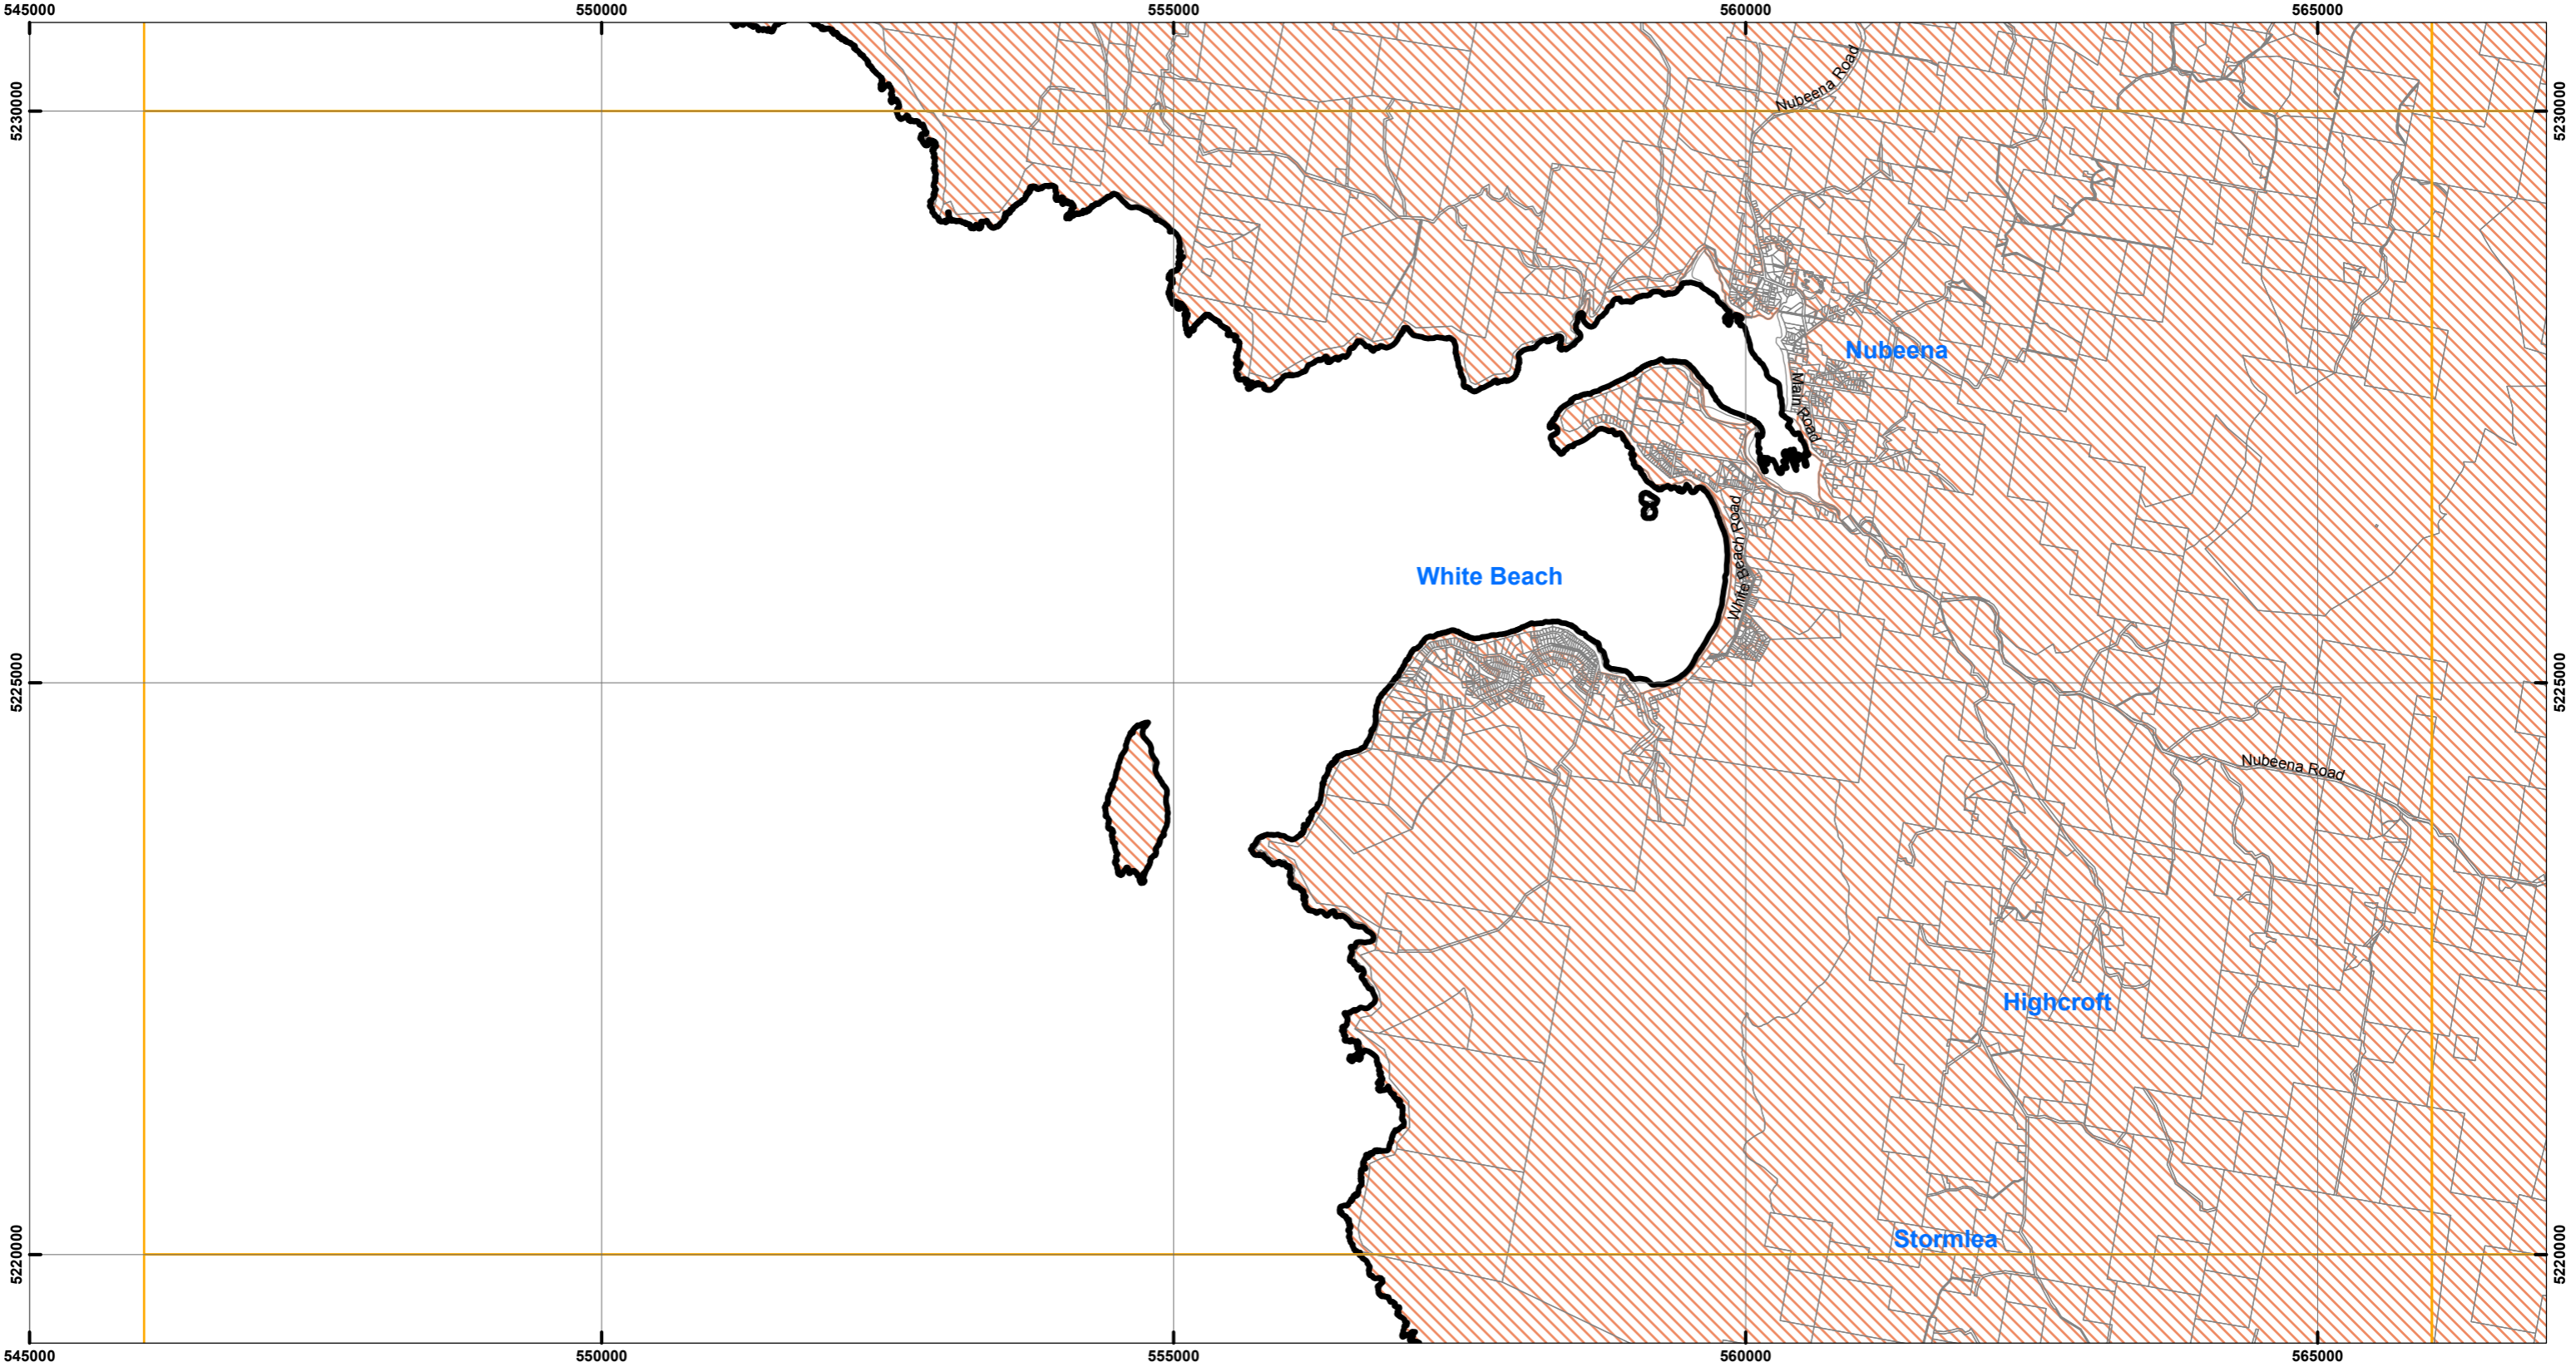 545000
550000
555000
560000
565000
Nubeena Road
5230000
5230000
Nubeena
Main Road
White Beach Road
White Beach
5225000
5225000
Nubeena Road
Highcroft
Stormlea
5220000
5220000
545000
550000
555000
560000
565000